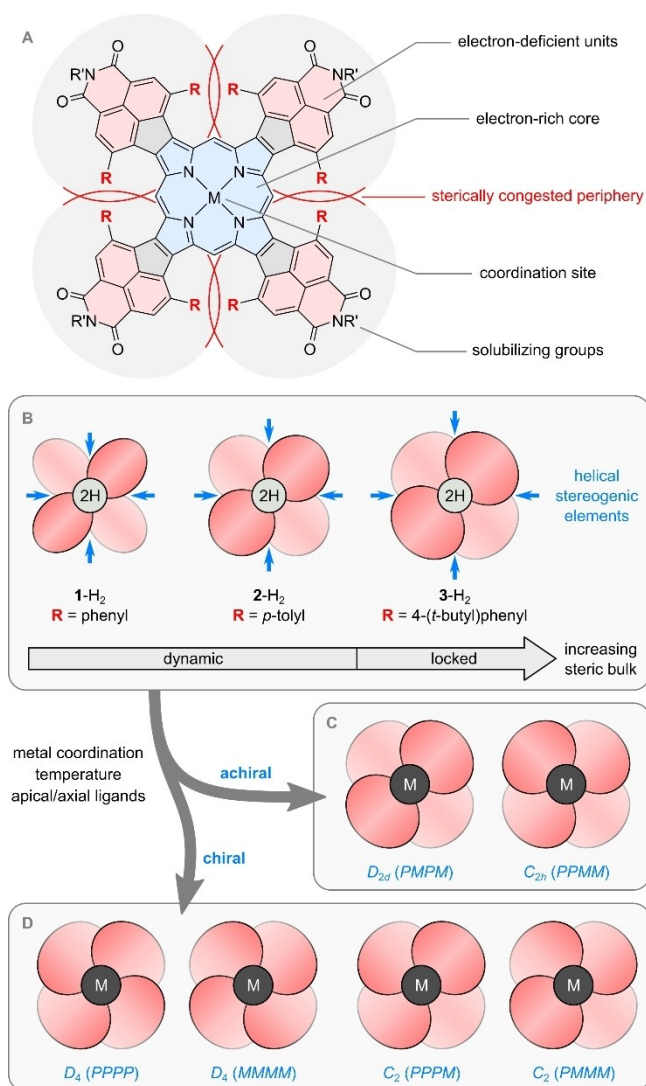 A
electron-deficient units
electron-rich core
sterically congested periphery
coordination site
solubilizing groups
O
R'N
O
R
R
O
NR'
O
R
R
N
N
M
N
N
R
R
O
R'N
O
R
R
O
NR'
O
B
2H
2H
2H
helical
stereogenic
elements
1-H₂
R = phenyl
2-H₂
R = p-tolyl
3-H₂
R = 4-(t-butyl)phenyl
dynamic
locked
increasing
steric bulk
metal coordination
temperature
apical/axial ligands
achiral
chiral
C
M
M
D₂d (PMPM)
C₂h (PPMM)
D
M
M
M
M
D₄ (PPPP)
D₄ (MMMM)
C₂ (PPPM)
C₂ (PMMM)